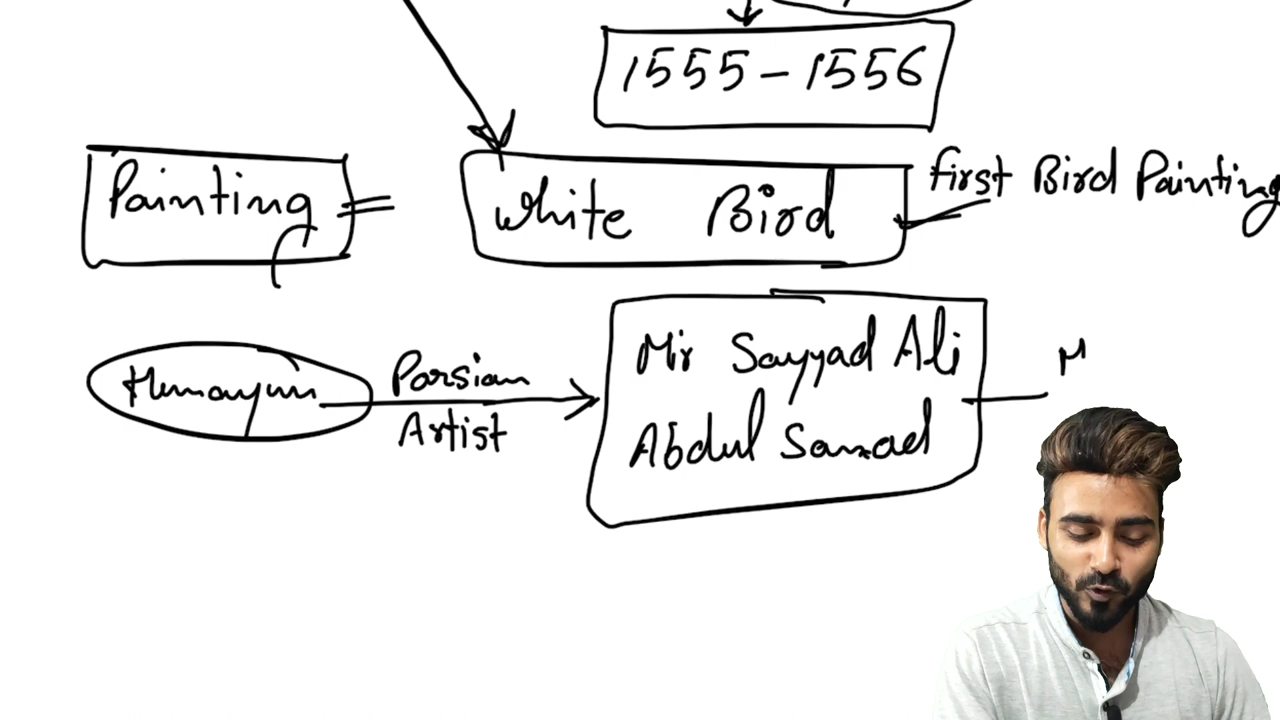 1555 - 1556
Painting =
White Bird
first Bird Painting
Humayun
Persian
Artist
Mir Sayyad Ali
Abdul Samad
M